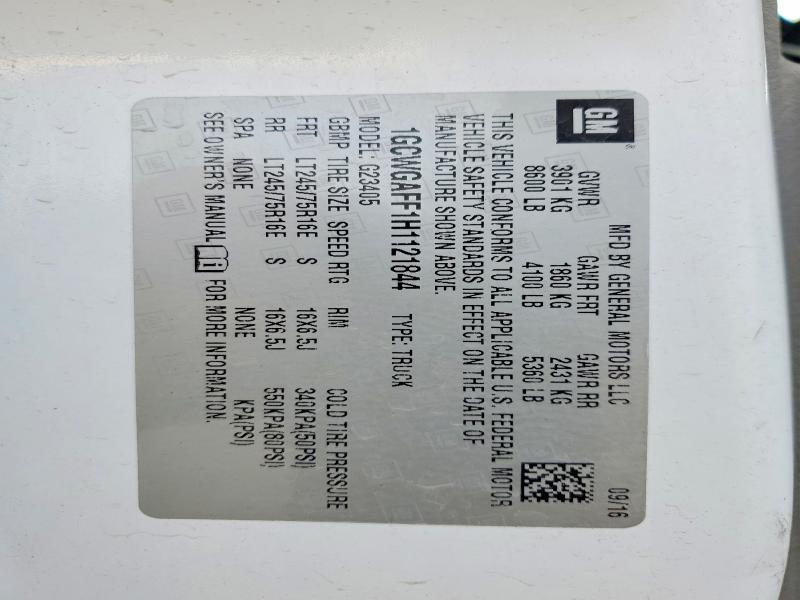 GM
MFD BY GENERAL MOTORS LLC 09/16
GVWR GAWR FRT GAWR RR
3901 KG 1860 KG 2431 KG
8600 LB 4100 LB 5360 LB
THIS VEHICLE CONFORMS TO ALL APPLICABLE U.S. FEDERAL MOTOR
VEHICLE SAFETY STANDARDS IN EFFECT ON THE DATE OF
MANUFACTURE SHOWN ABOVE.
1GCWGAFF1H1121844 TYPE: TRUCK
MODEL: G23405
GBMP TIRE SIZE SPEED RTG RIM COLD TIRE PRESSURE
FRT LT245/75R16E S 16X6.5J 340KPA(50PSI)
RR LT245/75R16E S 16X6.5J 550KPA(80PSI)
SPA NONE NONE KPA(PSI)
SEE OWNER'S MANUAL FOR MORE INFORMATION.